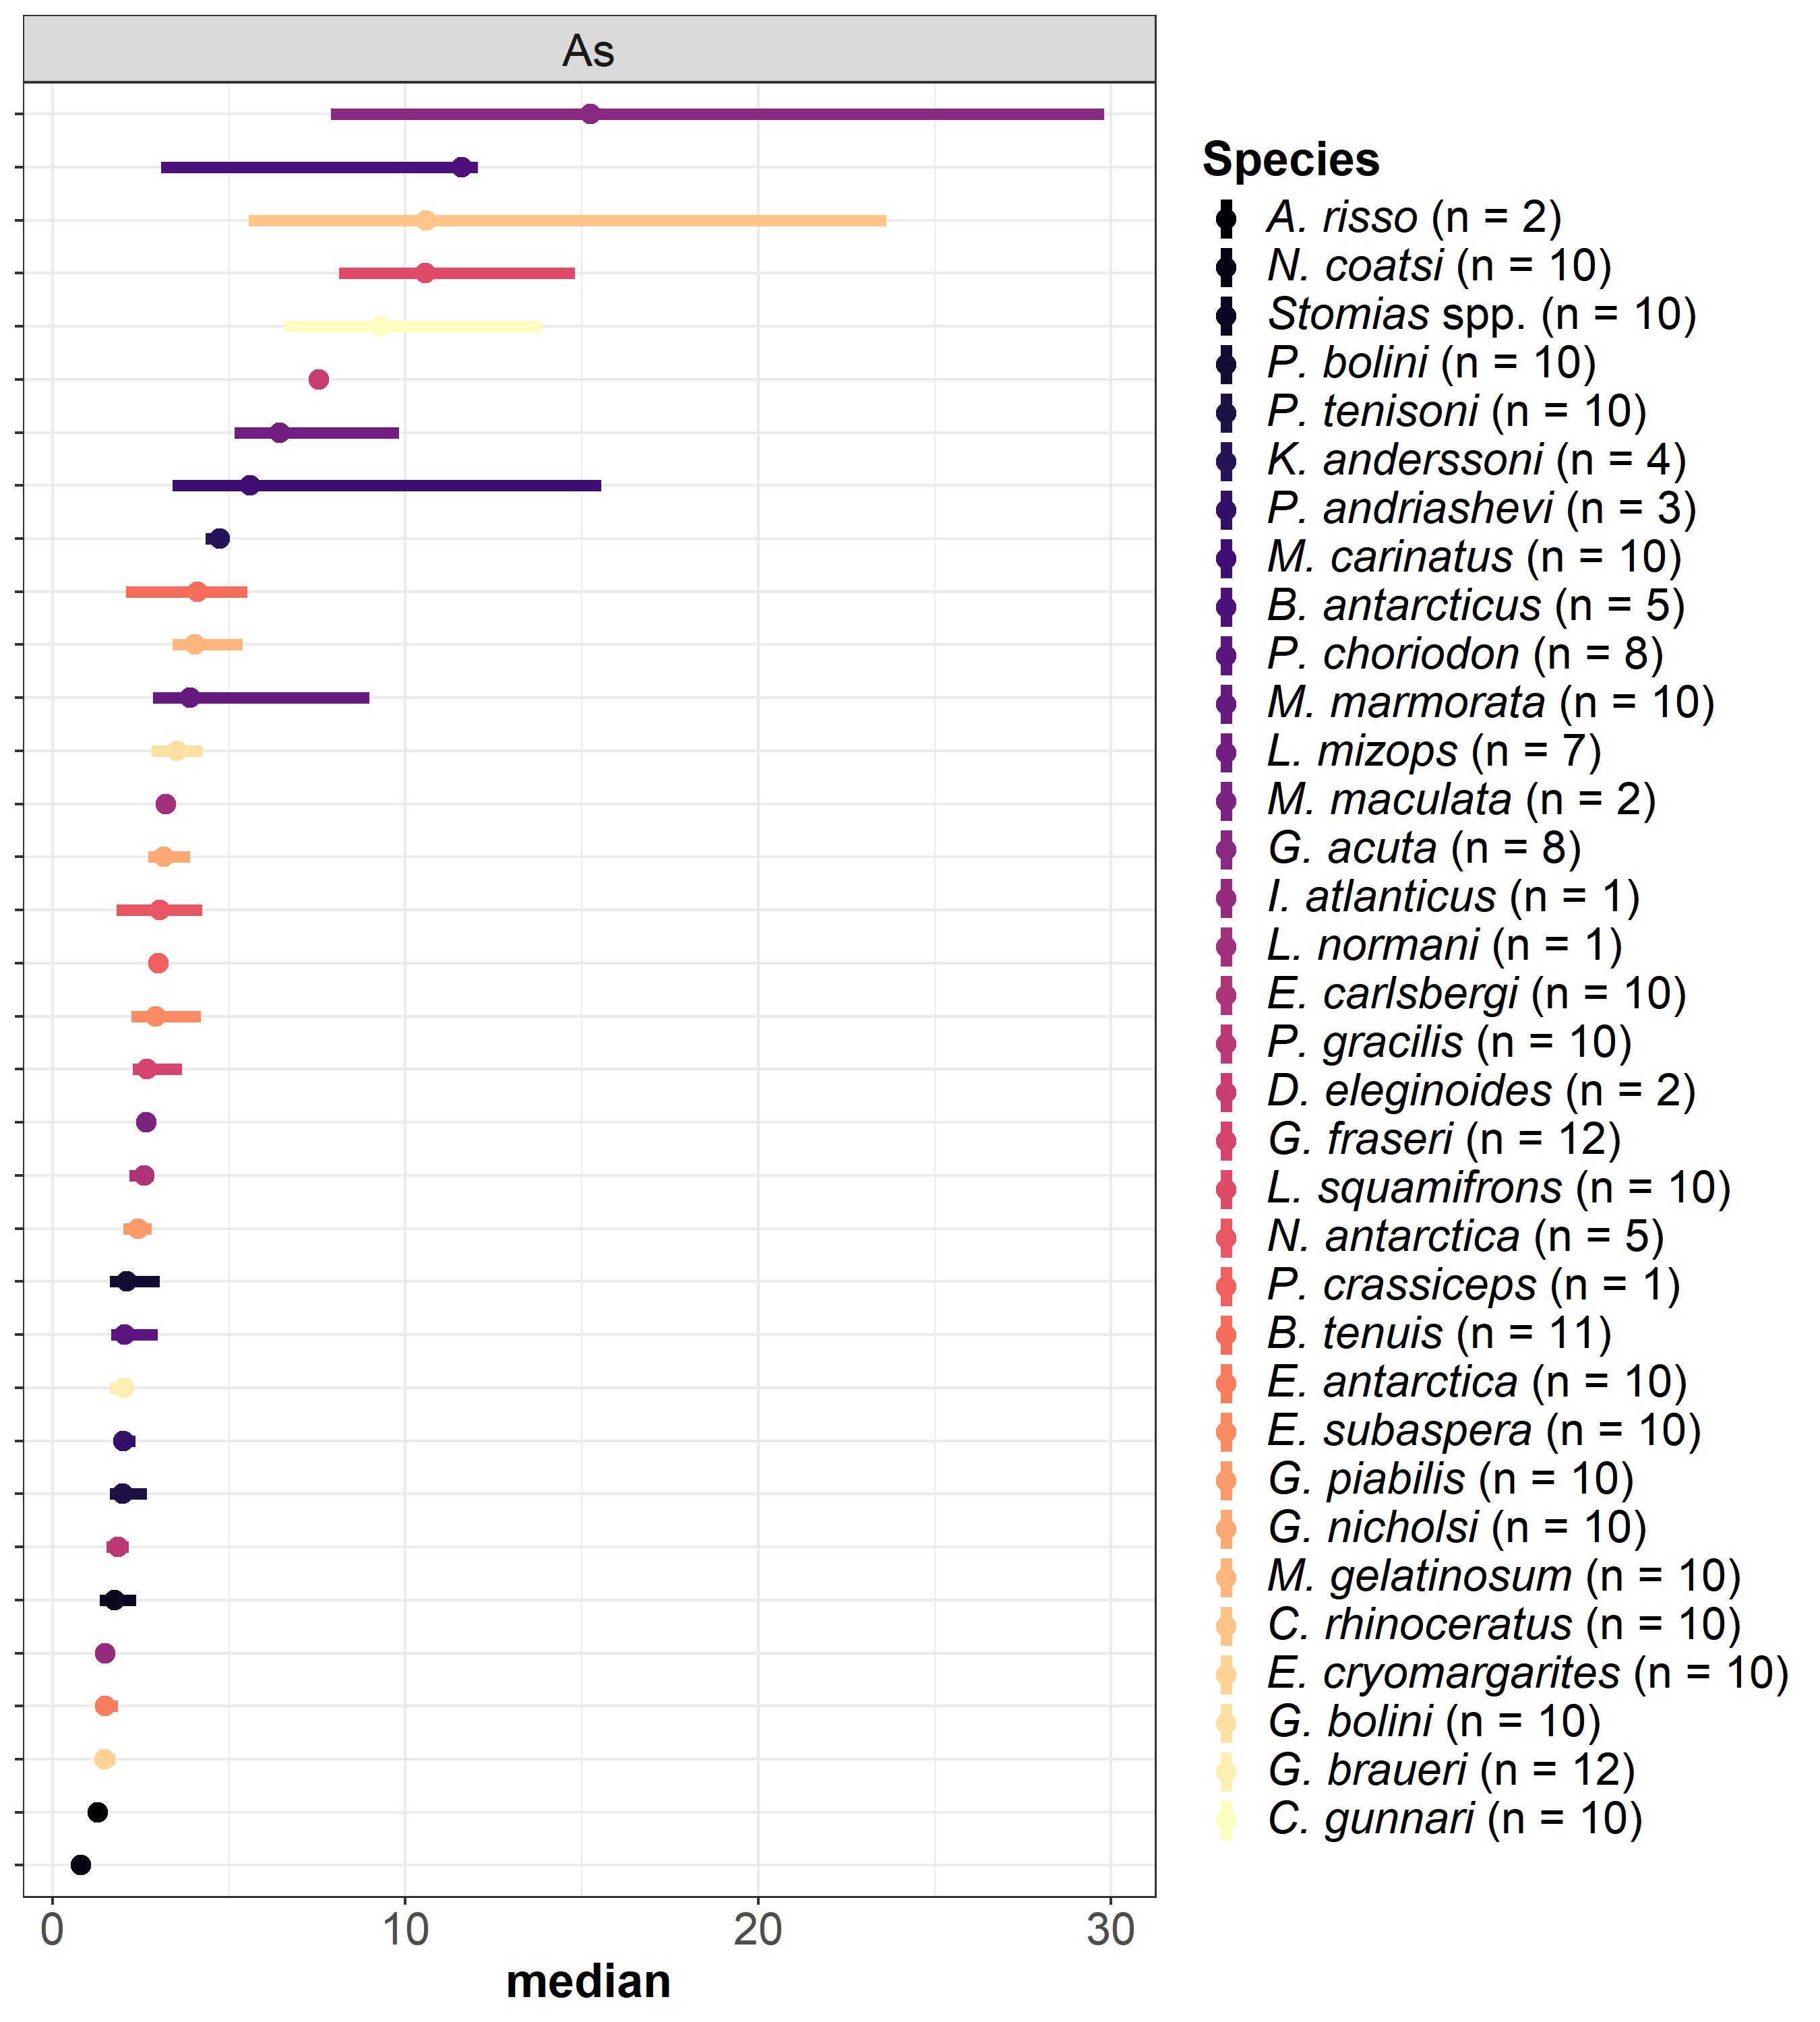 As
Species
A. risso (n = 2)
N. coatsi (n = 10)
Stomias spp. (n = 10)
P. bolini (n = 10)
P. tenisoni (n = 10)
K. anderssoni (n = 4)
P. andriashevi (n = 3)
M. carinatus (n = 10)
B. antarcticus (n = 5)
P. choriodon (n = 8)
M. marmorata (n = 10)
L. mizops (n = 7)
M. maculata (n = 2)
G. acuta (n = 8)
I. atlanticus (n = 1)
L. normani (n = 1)
E. carlsbergi (n = 10)
P. gracilis (n = 10)
D. eleginoides (n = 2)
G. fraseri (n = 12)
L. squamifrons (n = 10)
N. antarctica (n = 5)
P. crassiceps (n = 1)
B. tenuis (n = 11)
E. antarctica (n = 10)
E. subaspera (n = 10)
G. piabilis (n = 10)
G. nicholsi (n = 10)
M. gelatinosum (n = 10)
C. rhinoceratus (n = 10)
E. cryomargarites (n = 10)
G. bolini (n = 10)
G. braueri (n = 12)
C. gunnari (n = 10)
0 10 20 30
median